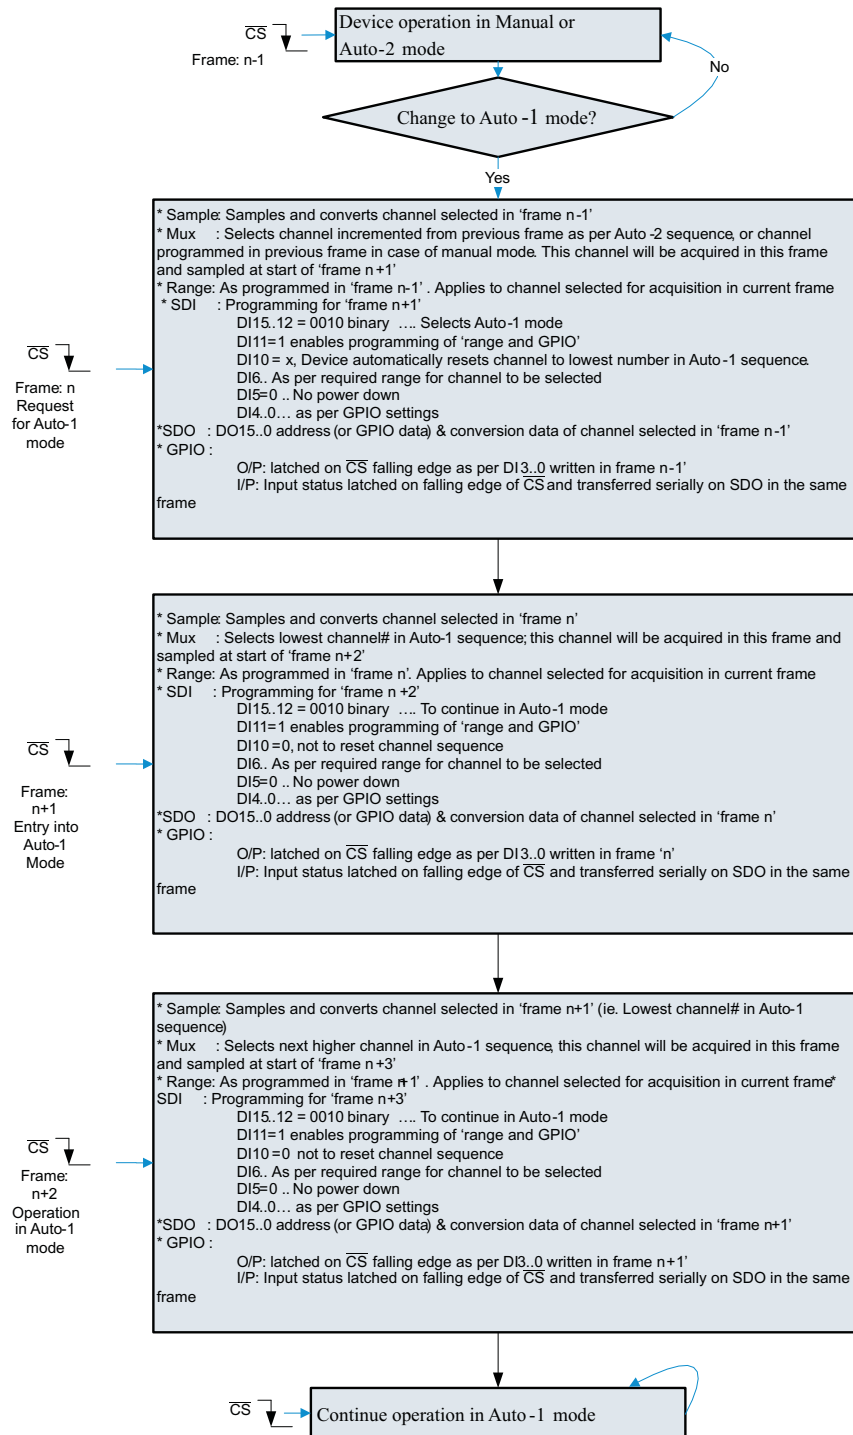 Device operation in Manual or
Auto-2 mode
CS
Frame: n-1
No
Change to Auto -1 mode?
Yes
* Sample: Samples and converts channel selected in ‘frame n-1’
* Mux : Selects channel incremented from previous frame as per Auto -2 sequence, or channel
programmed in previous frame in case of manual mode. This channel will be acquired in this frame
and sampled at start of ‘frame n+1’
* Range: As programmed in ‘frame n-1’ . Applies to channel selected for acquisition in current frame
* SDI : Programming for ‘frame n+1’
DI15..12 = 0010 binary …. Selects Auto-1 mode
DI11=1 enables programming of ‘range and GPIO’
DI10 = x, Device automatically resets channel to lowest number in Auto-1 sequence.
DI6.. As per required range for channel to be selected
DI5=0 .. No power down
DI4..0… as per GPIO settings
*SDO : DO15..0 address (or GPIO data) & conversion data of channel selected in ‘frame n-1’
* GPIO :
O/P: latched on CS falling edge as per DI3..0 written in frame n-1’
I/P: Input status latched on falling edge of CS and transferred serially on SDO in the same
frame
CS
Frame: n
Request
for Auto-1
mode
* Sample: Samples and converts channel selected in ‘frame n’
* Mux : Selects lowest channel# in Auto-1 sequence; this channel will be acquired in this frame and
sampled at start of ‘frame n+2’
* Range: As programmed in ‘frame n’. Applies to channel selected for acquisition in current frame
* SDI : Programming for ‘frame n+2’
DI15..12 = 0010 binary …. To continue in Auto-1 mode
DI11=1 enables programming of ‘range and GPIO’
DI10=0, not to reset channel sequence
DI6.. As per required range for channel to be selected
DI5=0 .. No power down
DI4..0… as per GPIO settings
*SDO : DO15..0 address (or GPIO data) & conversion data of channel selected in ‘frame n’
* GPIO :
O/P: latched on CS falling edge as per DI3..0 written in frame ‘n’
I/P: Input status latched on falling edge of CS and transferred serially on SDO in the same
frame
CS
Frame:
n+1
Entry into
Auto-1
Mode
* Sample: Samples and converts channel selected in ‘frame n+1’ (ie. Lowest channel# in Auto-1
sequence)
* Mux : Selects next higher channel in Auto-1 sequence, this channel will be acquired in this frame
and sampled at start of ‘frame n+3’
* Range: As programmed in ‘frame n+1’ . Applies to channel selected for acquisition in current frame*
SDI : Programming for ‘frame n+3’
DI15..12 = 0010 binary …. To continue in Auto-1 mode
DI11=1 enables programming of ‘range and GPIO’
DI10=0 not to reset channel sequence
DI6.. As per required range for channel to be selected
DI5=0 .. No power down
DI4..0… as per GPIO settings
*SDO : DO15..0 address (or GPIO data) & conversion data of channel selected in ‘frame n+1’
* GPIO :
O/P: latched on CS falling edge as per DI3..0 written in frame n+1’
I/P: Input status latched on falling edge of CS and transferred serially on SDO in the same
frame
CS
Frame:
n+2
Operation
in Auto-1
mode
CS
Continue operation in Auto -1 mode